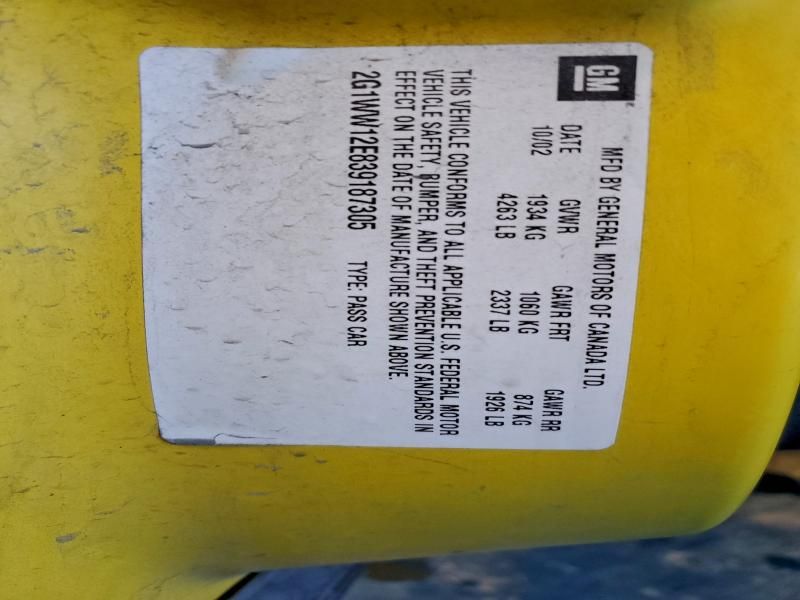 GM
MFD BY GENERAL MOTORS OF CANADA LTD.
DATE GVWR GAWR FRT GAWR RR
10/02 1934 KG 1060 KG 874 KG
4263 LB 2337 LB 1926 LB
THIS VEHICLE CONFORMS TO ALL APPLICABLE U.S. FEDERAL MOTOR
VEHICLE SAFETY, BUMPER, AND THEFT PREVENTION STANDARDS IN
EFFECT ON THE DATE OF MANUFACTURE SHOWN ABOVE.
2G1WW12E839187305 TYPE: PASS CAR